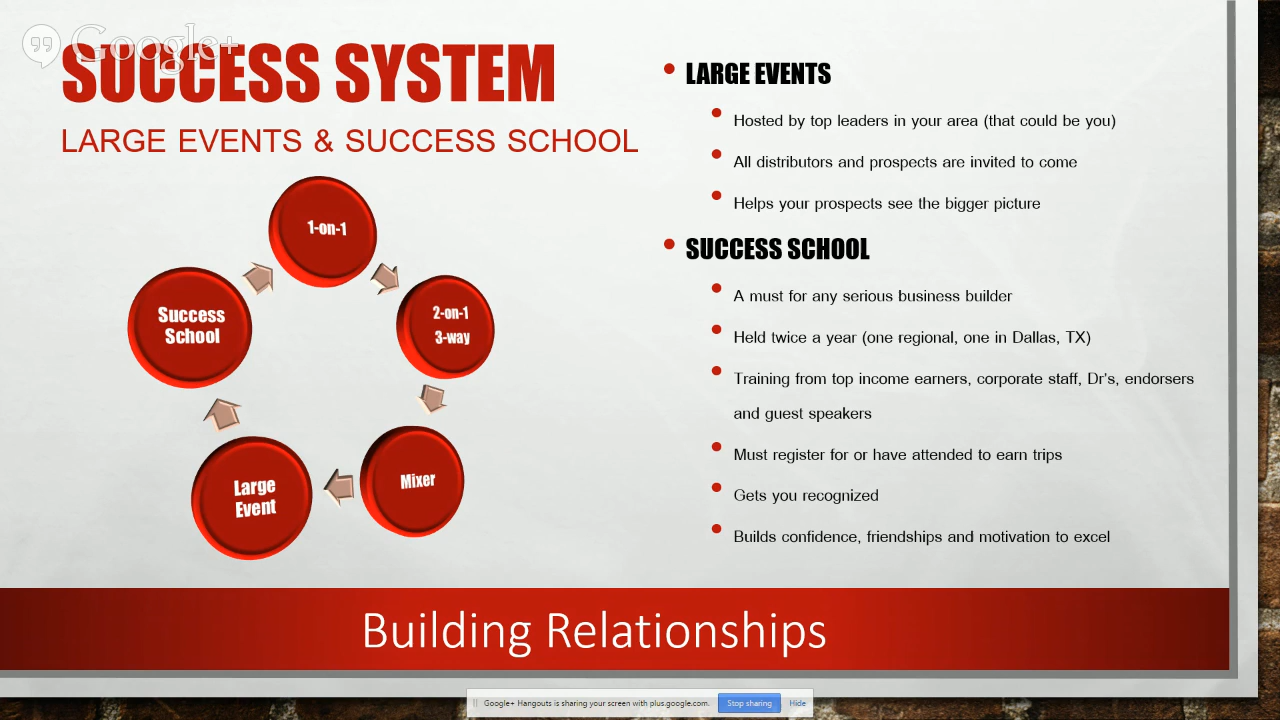 Google+
SUCCESS SYSTEM
LARGE EVENTS & SUCCESS SCHOOL
1-on-1
2-on-1
3-way
Mixer
Large
Event
Success
School
• LARGE EVENTS
• Hosted by top leaders in your area (that could be you)
• All distributors and prospects are invited to come
• Helps your prospects see the bigger picture
• SUCCESS SCHOOL
• A must for any serious business builder
• Held twice a year (one regional, one in Dallas, TX)
• Training from top income earners, corporate staff, Dr's, endorsers
and guest speakers
• Must register for or have attended to earn trips
• Gets you recognized
• Builds confidence, friendships and motivation to excel
Building Relationships
Google+ Hangouts is sharing your screen with plus.google.com. Stop sharing Hide